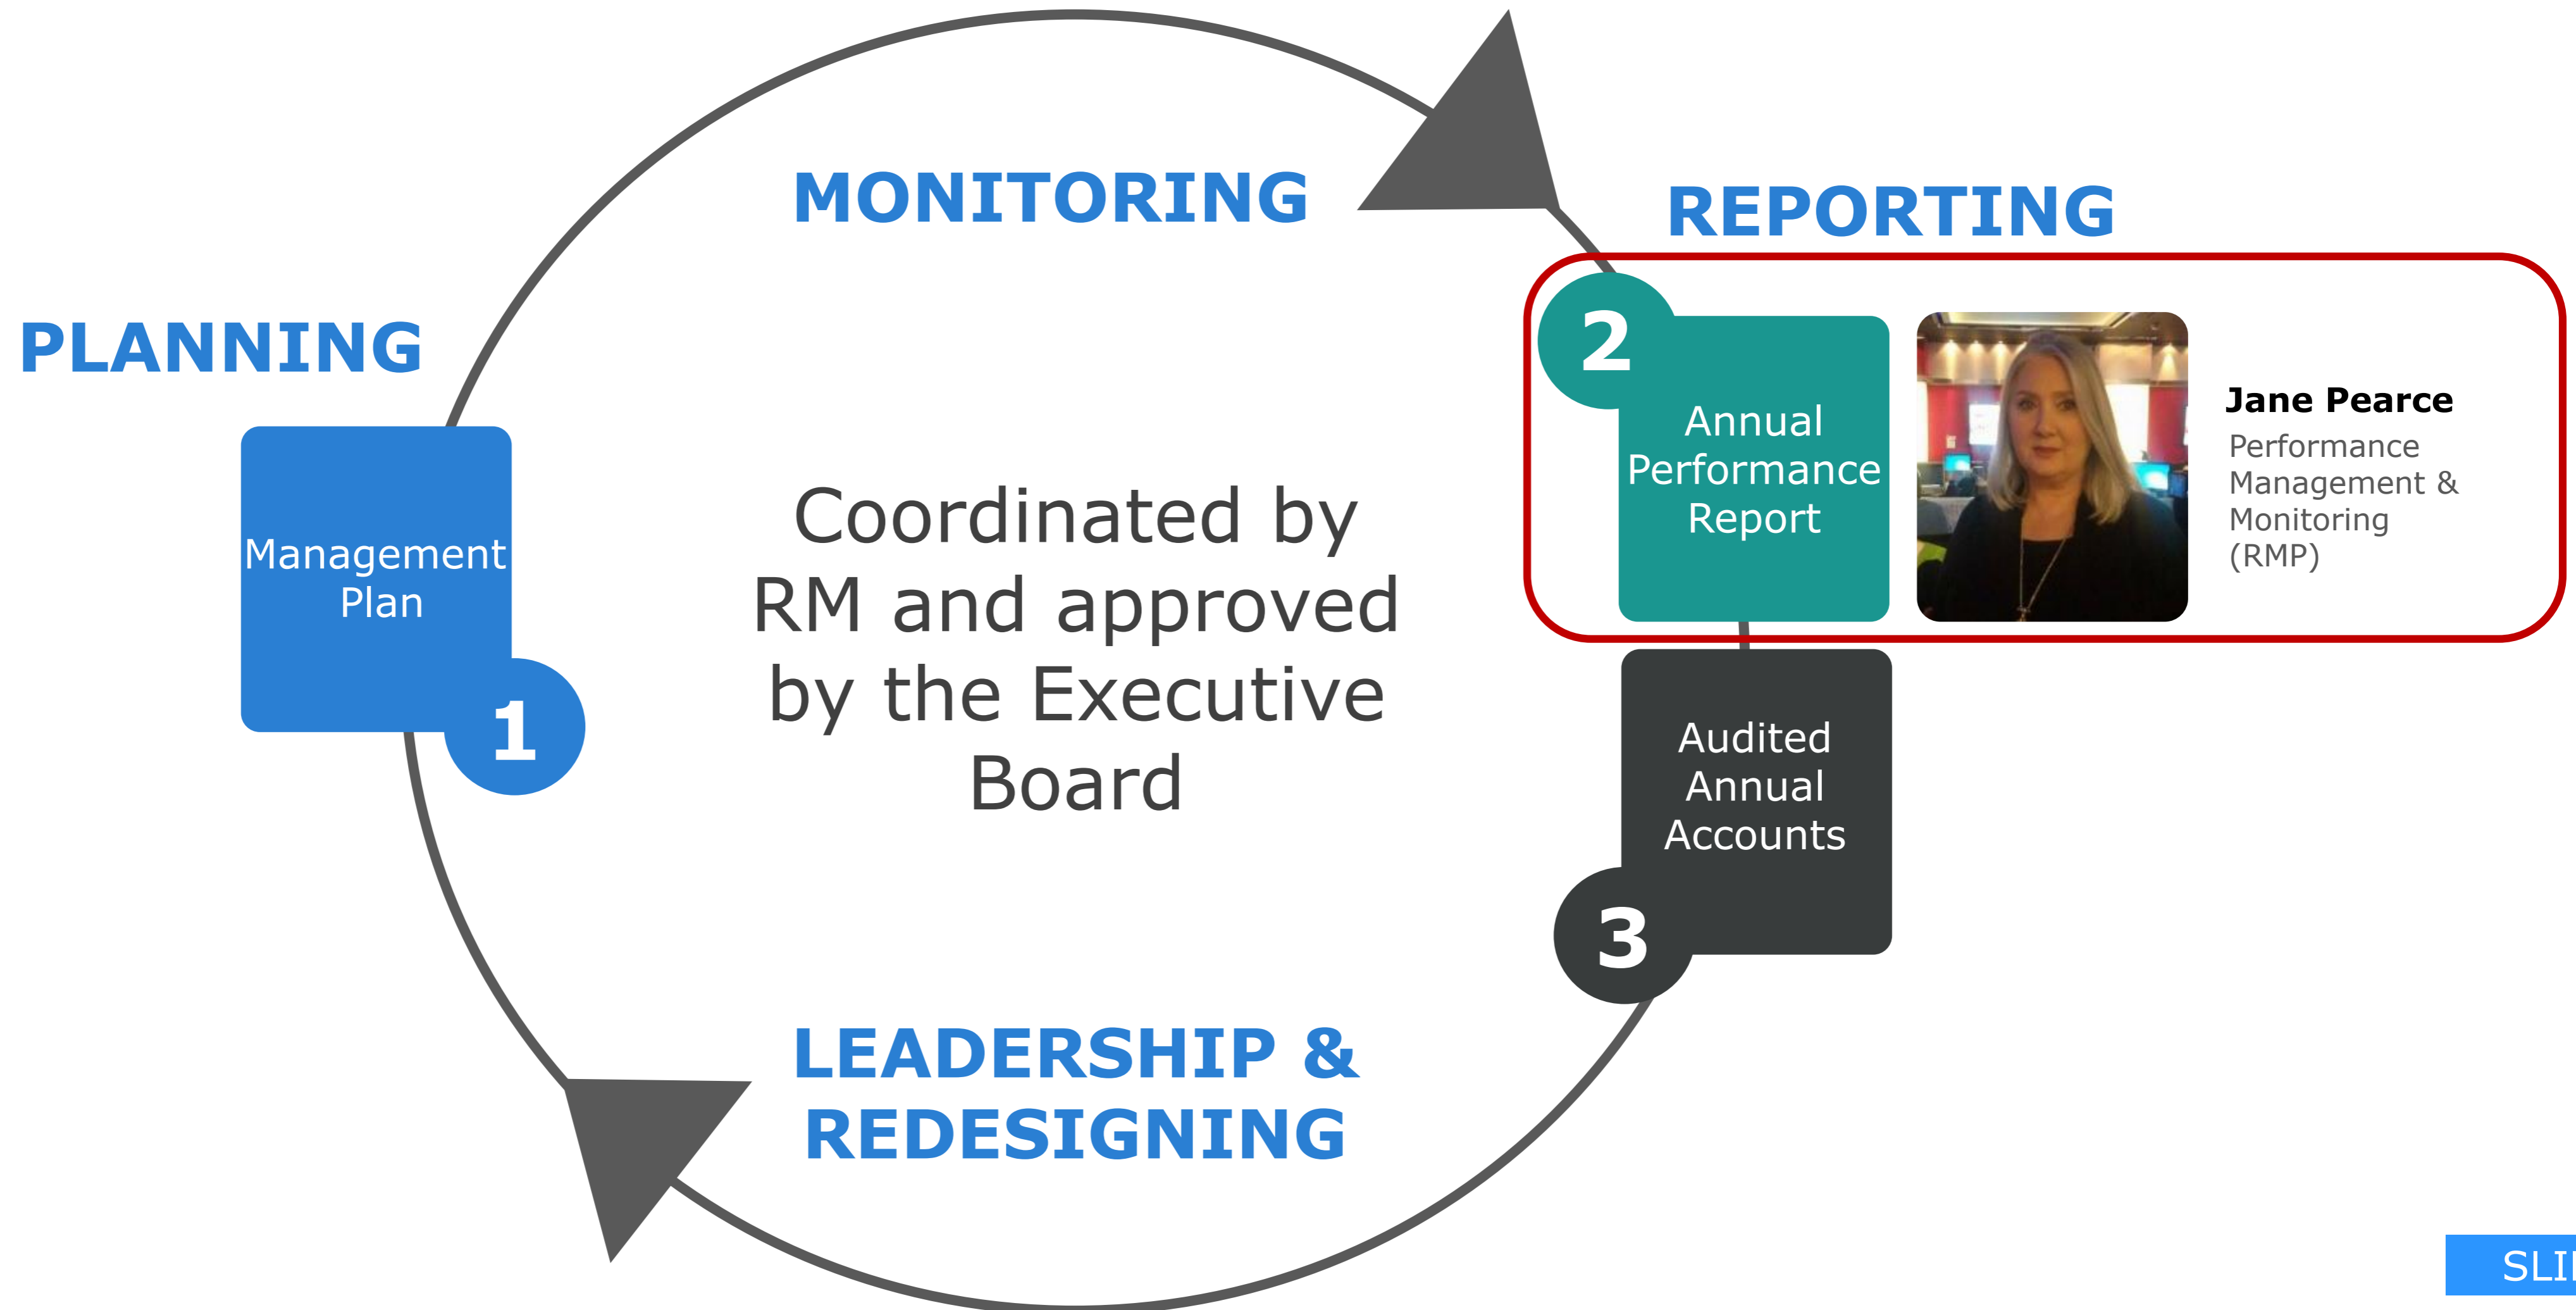 MONITORING
REPORTING
PLANNING
Management
Plan
1
Coordinated by
RM and approved
by the Executive
Board
2
Annual
Performance
Report
Jane Pearce
Performance
Management &
Monitoring
(RMP)
Audited
Annual
Accounts
3
LEADERSHIP &
REDESIGNING